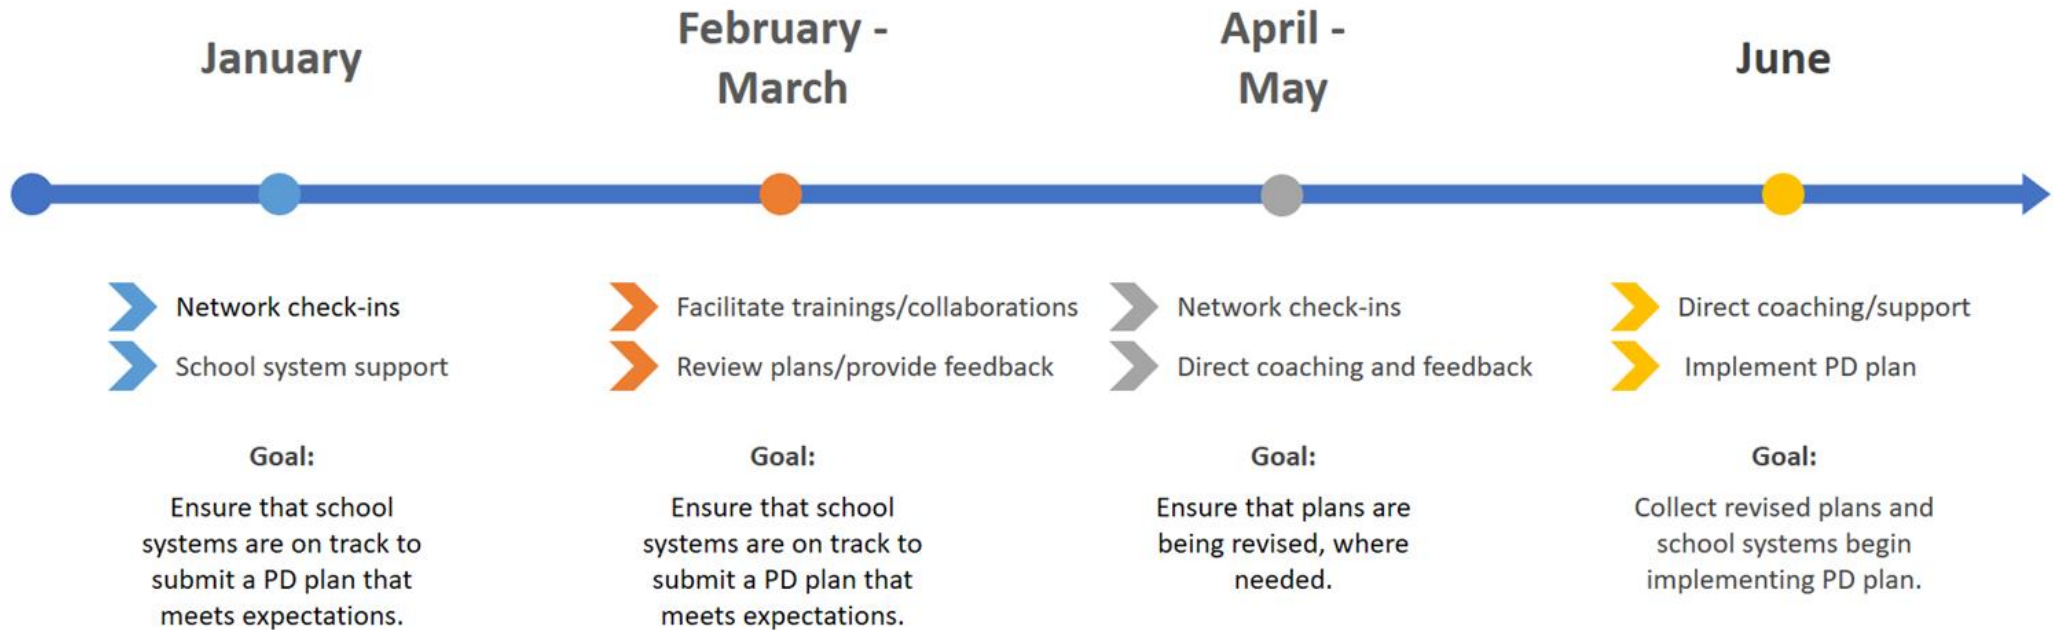 January
February -
March
April -
May
June
Network check-ins
School system support
Facilitate trainings/collaborations
Review plans/provide feedback
Network check-ins
Direct coaching and feedback
Direct coaching/support
Implement PD plan
Goal:
Ensure that school
systems are on track to
submit a PD plan that
meets expectations.
Goal:
Ensure that school
systems are on track to
submit a PD plan that
meets expectations.
Goal:
Ensure that plans are
being revised, where
needed.
Goal:
Collect revised plans and
school systems begin
implementing PD plan.